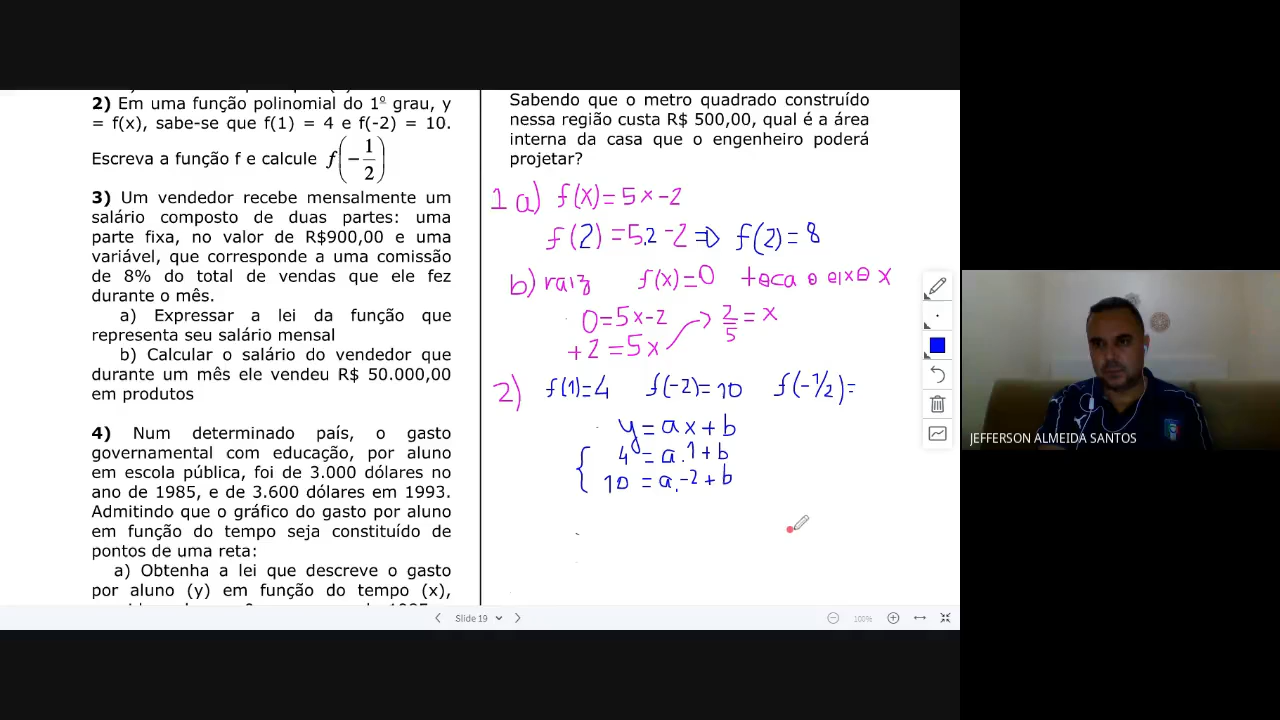 2) Em uma função polinomial do 1º grau, y
= f(x), sabe-se que f(1) = 4 e f(-2) = 10.
Escreva a função f e calcule f(-1/2)
3) Um vendedor recebe mensalmente um
salário composto de duas partes: uma
parte fixa, no valor de R$900,00 e uma
variável, que corresponde a uma comissão
de 8% do total de vendas que ele fez
durante o mês.
a) Expressar a lei da função que
representa seu salário mensal
b) Calcular o salário do vendedor que
durante um mês ele vendeu R$ 50.000,00
em produtos
4) Num determinado país, o gasto
governamental com educação, por aluno
em escola pública, foi de 3.000 dólares no
ano de 1985, e de 3.600 dólares em 1993.
Admitindo que o gráfico do gasto por aluno
em função do tempo seja constituído de
pontos de uma reta:
a) Obtenha a lei que descreve o gasto
por aluno (y) em função do tempo (x),
Sabendo que o metro quadrado construído
nessa região custa R$ 500,00, qual é a área
interna da casa que o engenheiro poderá
projetar?
1 a) f(x)=5x-2
f(2)=5.2-2⇒ f(2)=8
b) raiz f(x)=0 toca o eixo x
0=5x-2 2/5=x
+2=5x
2) f(1)=4 f(-2)=10 f(-1/2)=
y=ax+b
4=a.1+b
10=a.-2+b
Slide 19
100%
JEFFERSON ALMEIDA SANTOS